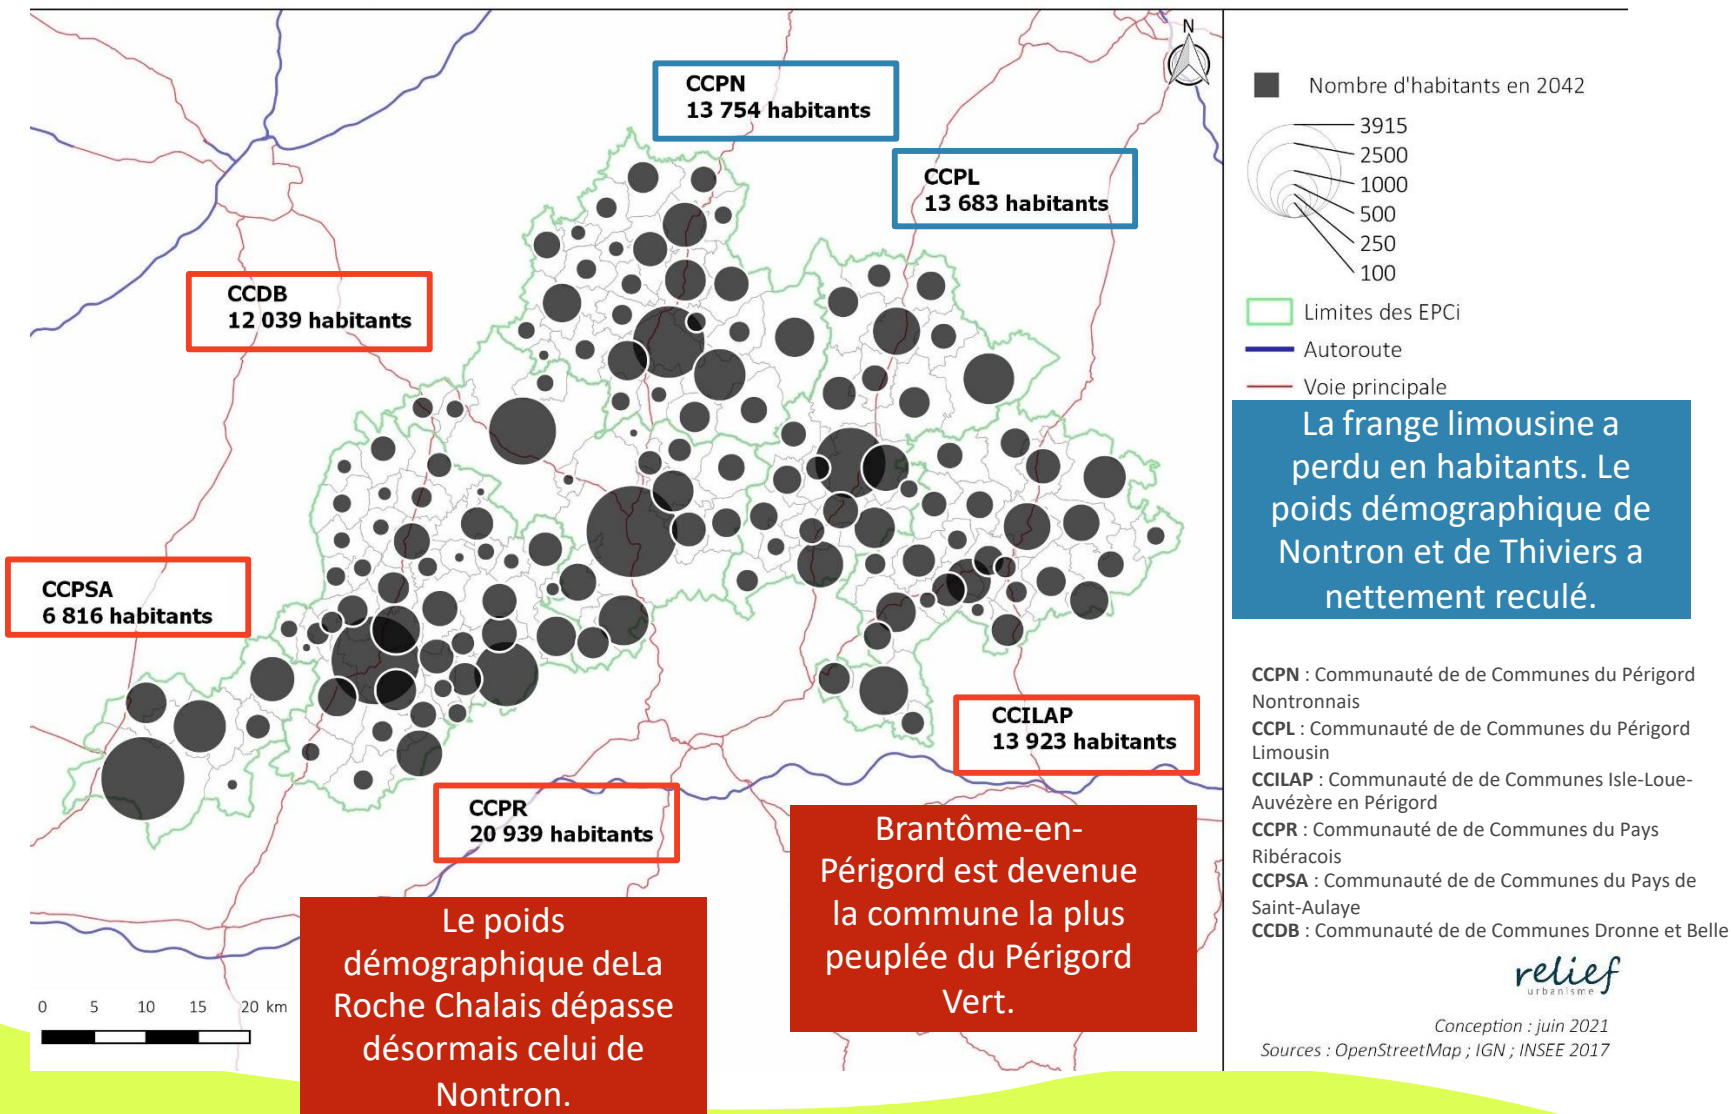 N
CCPN
13 754 habitants
CCPL
13 683 habitants
CCDB
12 039 habitants
CCPSA
6 816 habitants
CCILAP
13 923 habitants
CCPR
20 939 habitants
Nombre d'habitants en 2042
3915
2500
1000
500
250
100
Limites des EPCi
Autoroute
Voie principale
La frange limousine a
perdu en habitants. Le
poids démographique de
Nontron et de Thiviers a
nettement reculé.
Brantôme-en-
Périgord est devenue
la commune la plus
peuplée du Périgord
Vert.
Le poids
démographique deLa
Roche Chalais dépasse
désormais celui de
Nontron.
CCPN : Communauté de de Communes du Périgord
Nontronnais
CCPL : Communauté de de Communes du Périgord
Limousin
CCILAP : Communauté de de Communes Isle-Loue-
Auvézère en Périgord
CCPR : Communauté de de Communes du Pays
Ribéracois
CCPSA : Communauté de de Communes du Pays de
Saint-Aulaye
CCDB : Communauté de de Communes Dronne et Belle
relief
urbanisme
Conception : juin 2021
Sources : OpenStreetMap ; IGN ; INSEE 2017
0 5 10 15 20 km